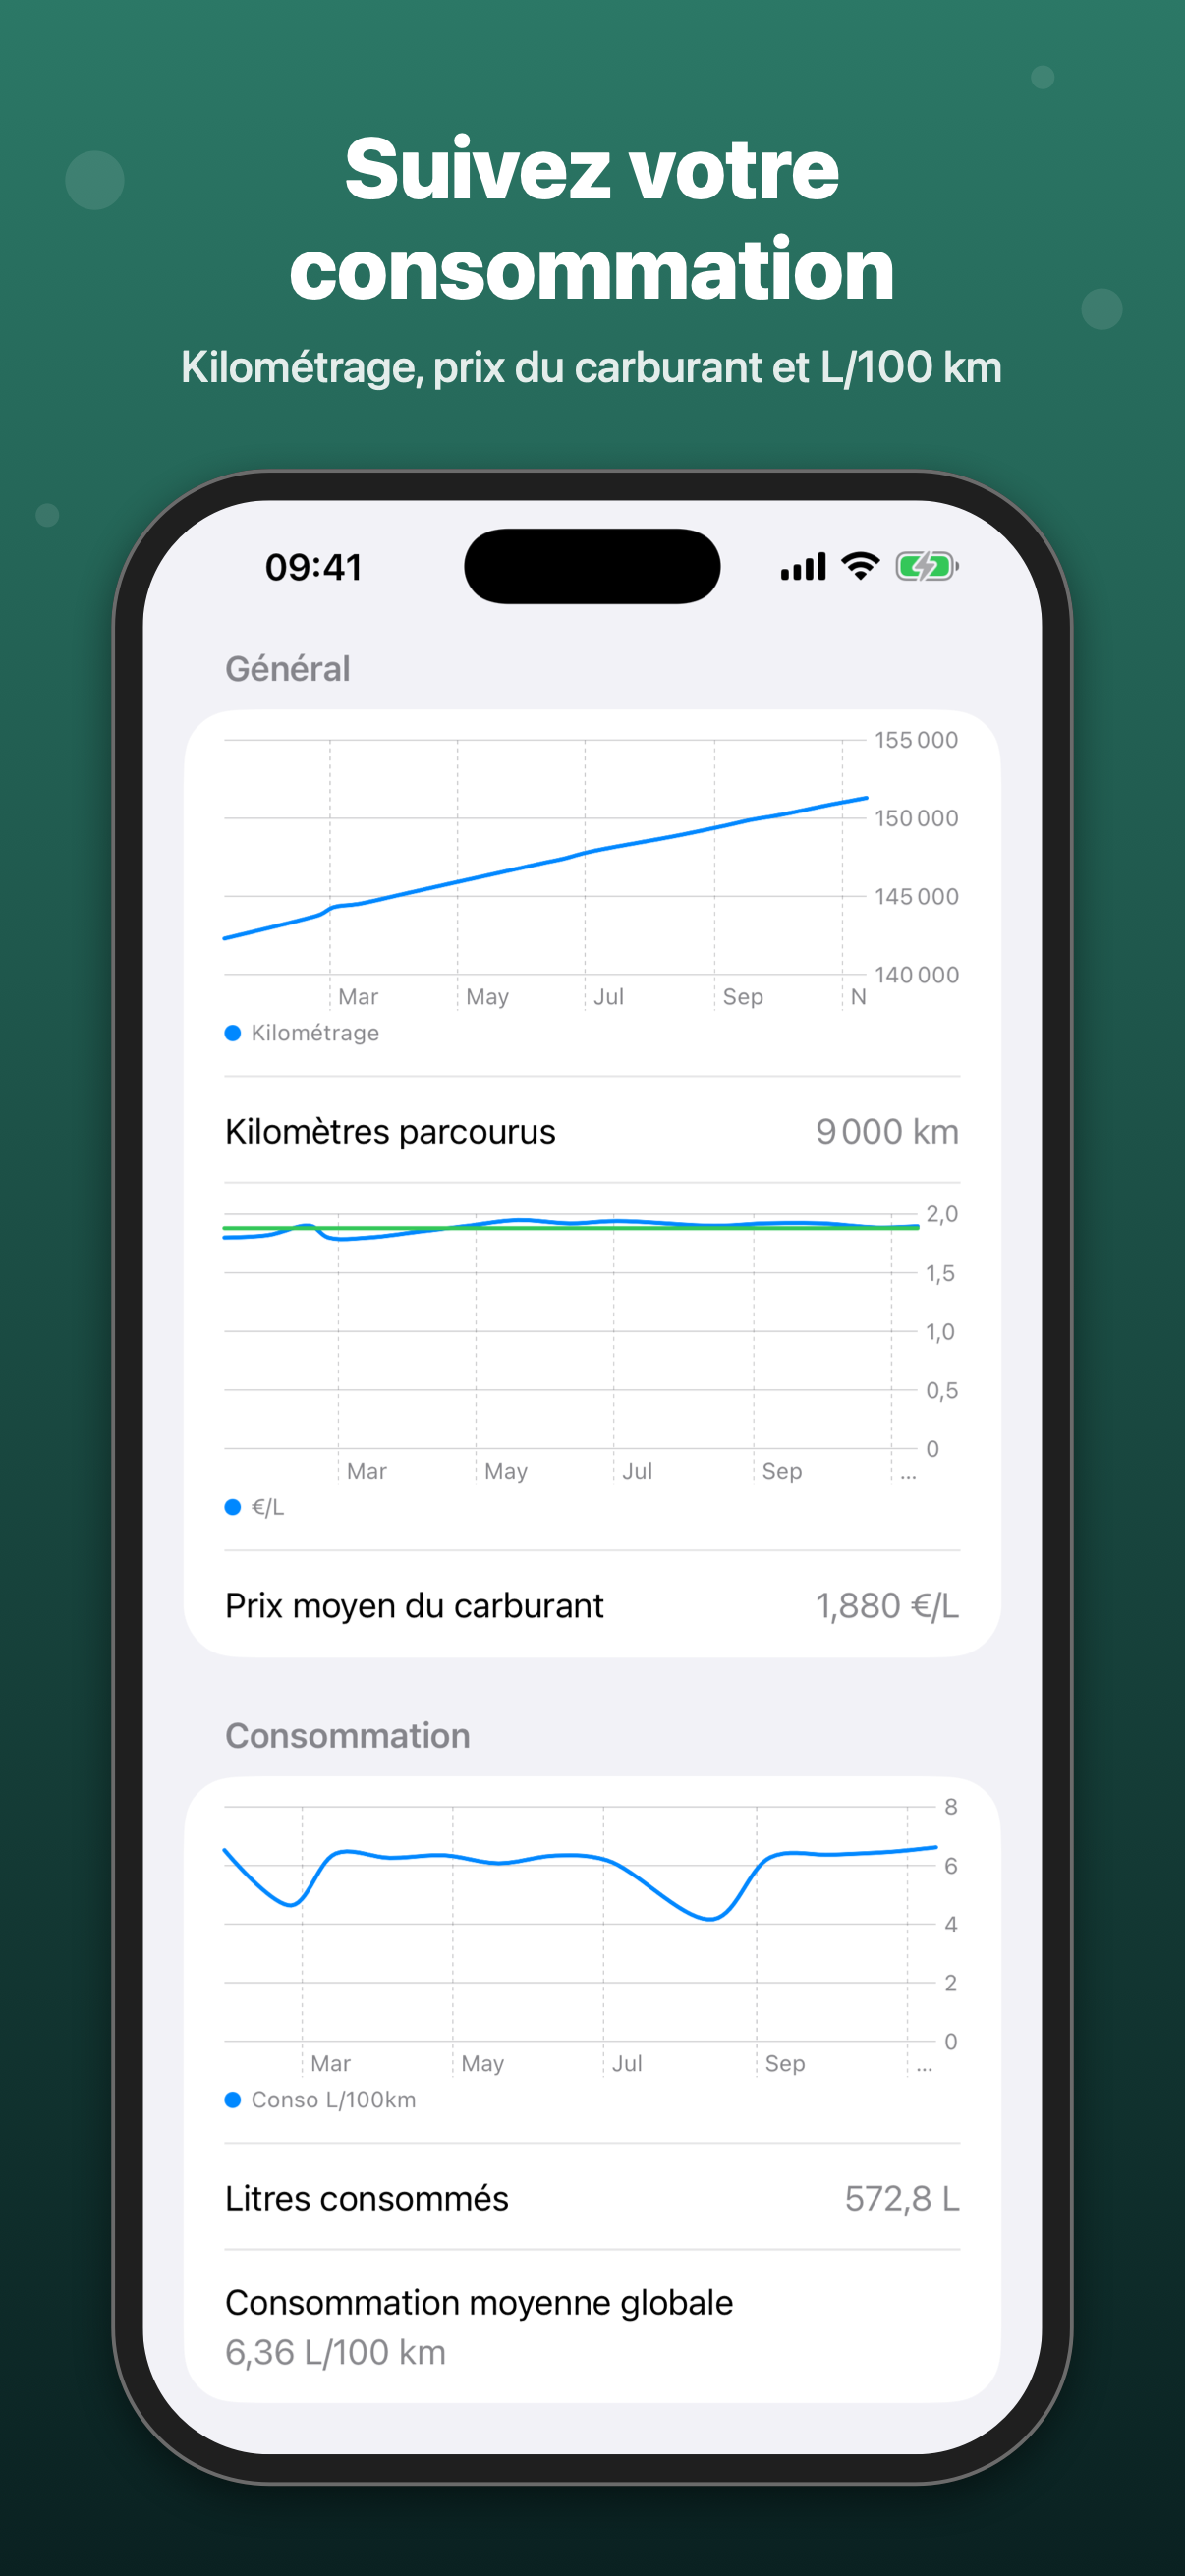 Suivez votre
consommation
Kilométrage, prix du carburant et L/100 km
09:41
Général
155 000
150 000
145 000
140 000
Mar May Jul Sep N
Kilométrage
Kilomètres parcourus 9 000 km
2,0
1,5
1,0
0,5
0
Mar May Jul Sep ...
€/L
Prix moyen du carburant 1,880 €/L
Consommation
8
6
4
2
0
Mar May Jul Sep ...
Conso L/100km
Litres consommés 572,8 L
Consommation moyenne globale
6,36 L/100 km